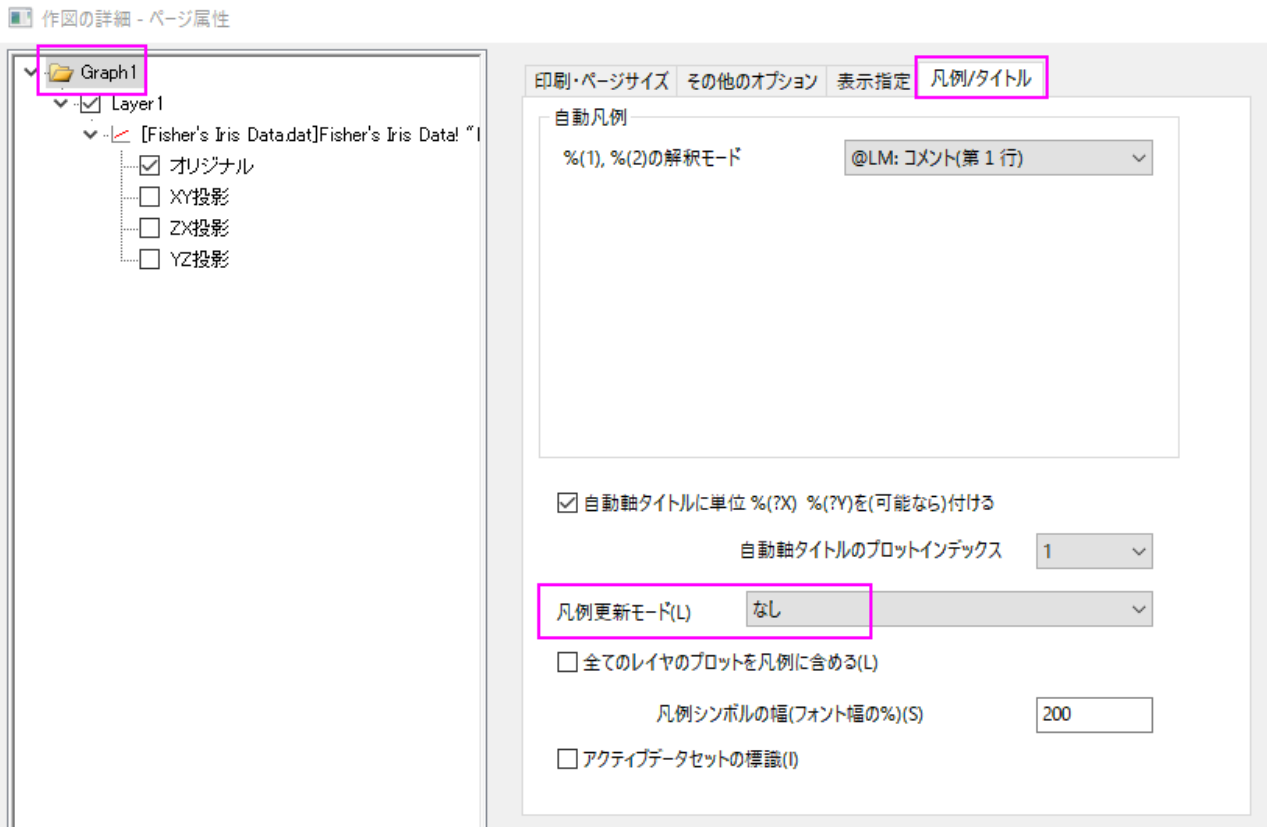 作図の詳細 - ページ属性
Graph1
Layer1
[Fisher's Iris Data.dat]Fisher's Iris Data! "I
オリジナル
XY投影
ZX投影
YZ投影
印刷・ページサイズ その他のオプション 表示指定 凡例/タイトル
自動凡例
%(1), %(2)の解釈モード @LM: コメント(第 1 行)
自動軸タイトルに単位 %(?X) %(?Y)を(可能なら)付ける
自動軸タイトルのプロットインデックス 1
凡例更新モード(L) なし
全てのレイヤのプロットを凡例に含める(L)
凡例シンボルの幅(フォント幅の%)(S) 200
アクティブデータセットの標識(I)